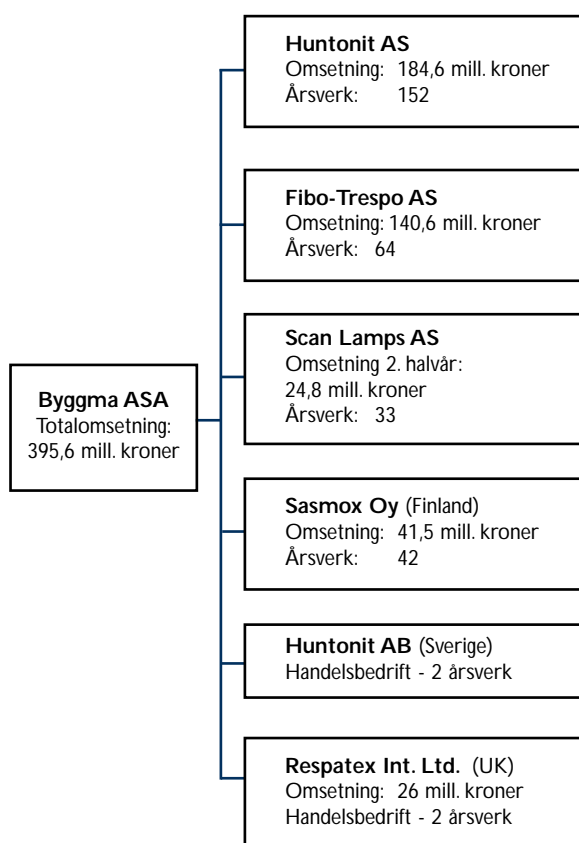 Huntonit AS
Omsetning: 184,6 mill. kroner
Årsverk: 152
Fibo-Trespo AS
Omsetning: 140,6 mill. kroner
Årsverk: 64
Scan Lamps AS
Omsetning 2. halvår:
24,8 mill. kroner
Årsverk: 33
Byggma ASA
Totalomsetning:
395,6 mill. kroner
Sasmox Oy (Finland)
Omsetning: 41,5 mill. kroner
Årsverk: 42
Huntonit AB (Sverige)
Handelsbedrift - 2 årsverk
Respatex Int. Ltd. (UK)
Omsetning: 26 mill. kroner
Handelsbedrift - 2 årsverk